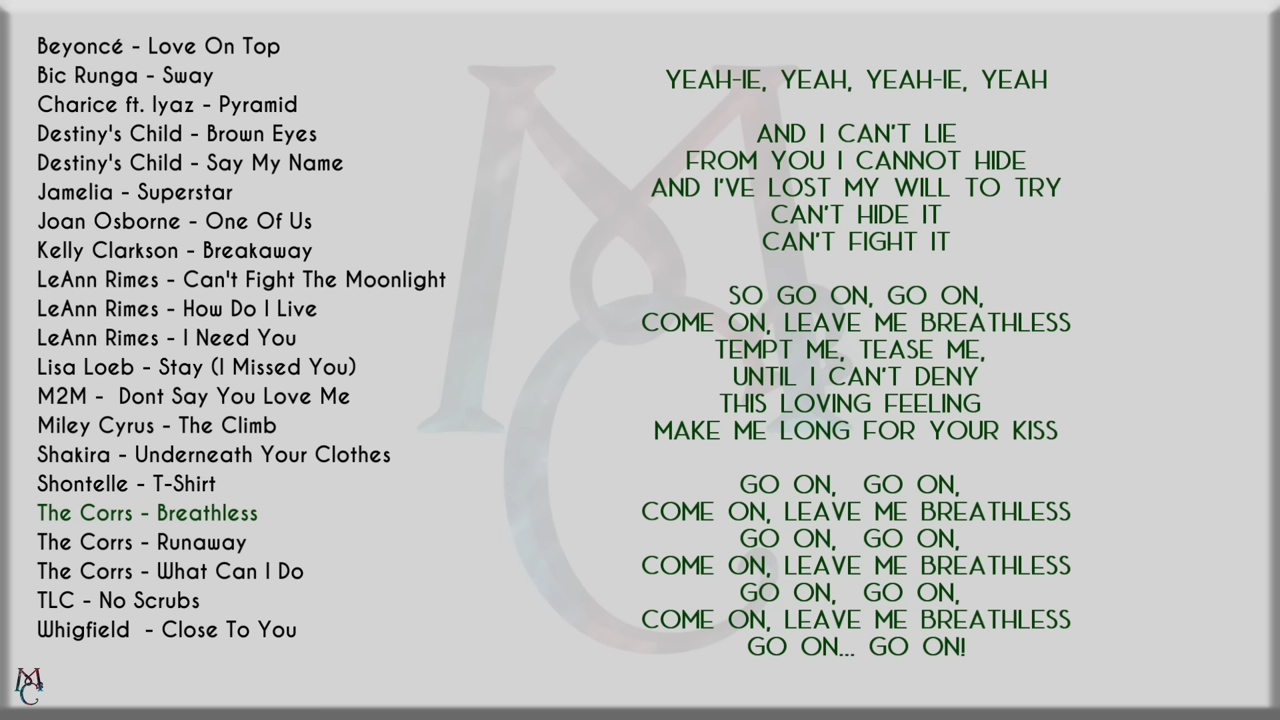 Beyoncé - Love On Top
Bic Runga - Sway
Charice ft. Iyaz - Pyramid
Destiny's Child - Brown Eyes
Destiny's Child - Say My Name
Jamelia - Superstar
Joan Osborne - One Of Us
Kelly Clarkson - Breakaway
LeAnn Rimes - Can't Fight The Moonlight
LeAnn Rimes - How Do I Live
LeAnn Rimes - I Need You
Lisa Loeb - Stay (I Missed You)
M2M -  Dont Say You Love Me
Miley Cyrus - The Climb
Shakira - Underneath Your Clothes
Shontelle - T-Shirt
The Corrs - Breathless
The Corrs - Runaway
The Corrs - What Can I Do
TLC - No Scrubs
Whigfield  - Close To You
YEAH-IE, YEAH, YEAH-IE, YEAH
AND I CAN'T LIE
FROM YOU I CANNOT HIDE
AND I'VE LOST MY WILL TO TRY
CAN'T HIDE IT
CAN'T FIGHT IT
SO GO ON, GO ON,
COME ON, LEAVE ME BREATHLESS
TEMPT ME, TEASE ME,
UNTIL I CAN'T DENY
THIS LOVING FEELING
MAKE ME LONG FOR YOUR KISS
GO ON,  GO ON,
COME ON, LEAVE ME BREATHLESS
GO ON,  GO ON,
COME ON, LEAVE ME BREATHLESS
GO ON,  GO ON,
COME ON, LEAVE ME BREATHLESS
GO ON... GO ON!
MC
MC